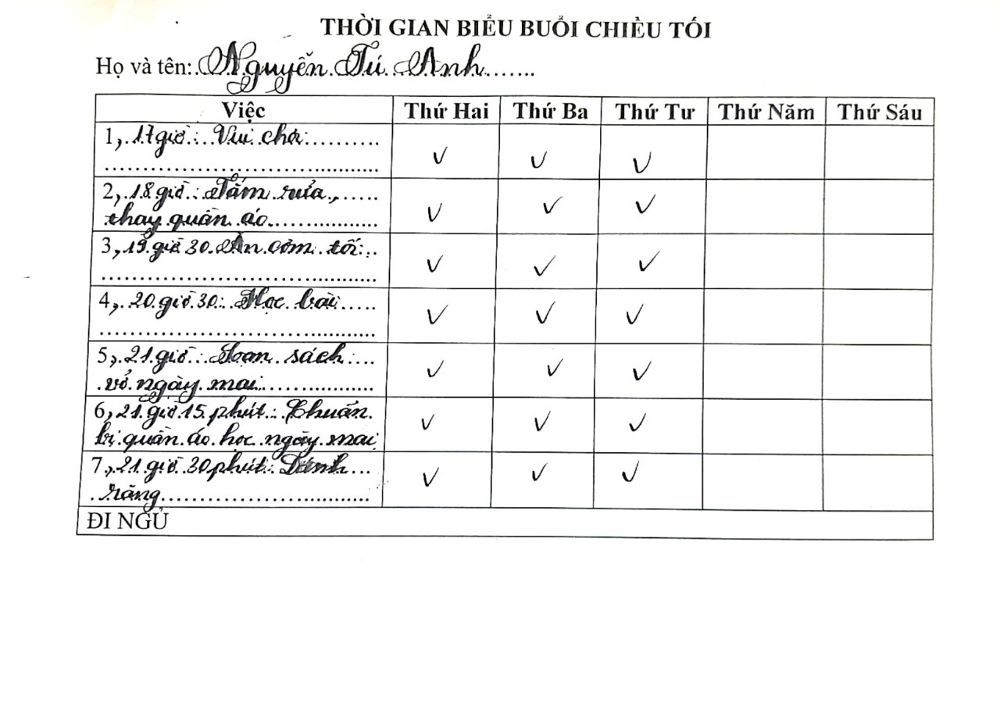 THỜI GIAN BIỂU BUỔI CHIỀU TỐI
Họ và tên: Nguyễn Tú Anh
Việc Thứ Hai Thứ Ba Thứ Tư Thứ Năm Thứ Sáu
1, 17 giờ: Vui chơi ✓ ✓ ✓
2, 18 giờ: Tắm rửa, ✓ ✓ ✓
thay quần áo
3, 19 giờ 30 Ăn cơm tối ✓ ✓ ✓
4, 20 giờ 30: Học bài ✓ ✓ ✓
5, 21 giờ: Soạn sách ✓ ✓ ✓
vở ngày mai
6, 21 giờ 15 phút: Chuẩn ✓ ✓ ✓
bị quần áo học ngày mai
7, 21 giờ 30 phút: Đánh ✓ ✓ ✓
răng
ĐI NGỦ